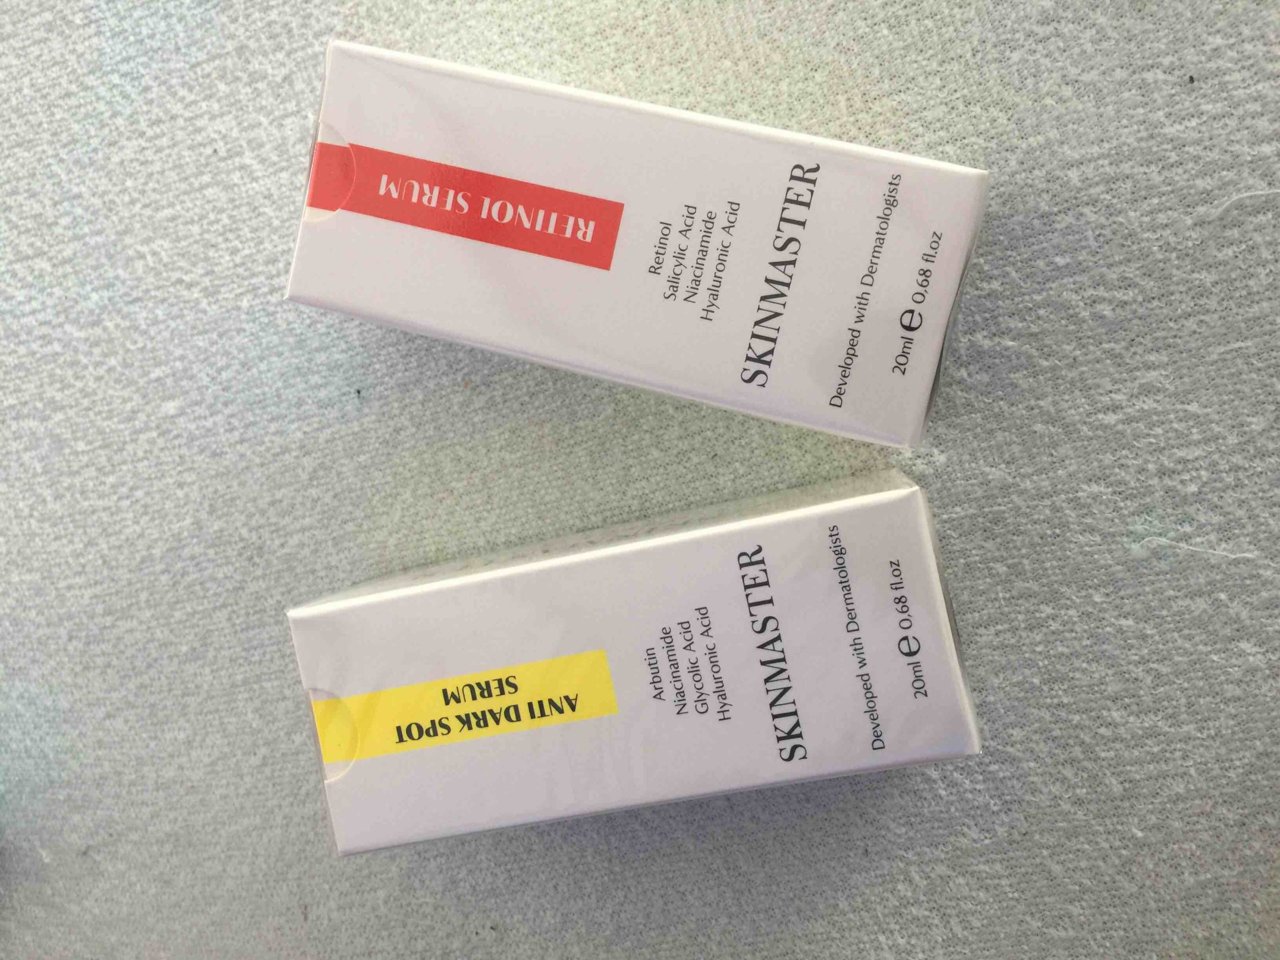 RETINOL SERUM
Retinol
Salicylic Acid
Niacinamide
Hyaluronic Acid
SKINMASTER
Developed with Dermatologists
20ml ℮ 0,68 fl.oz
ANTI DARK SPOT
SERUM
Arbutin
Niacinamide
Glycolic Acid
Hyaluronic Acid
SKINMASTER
Developed with Dermatologists
20ml ℮ 0,68 fl.oz